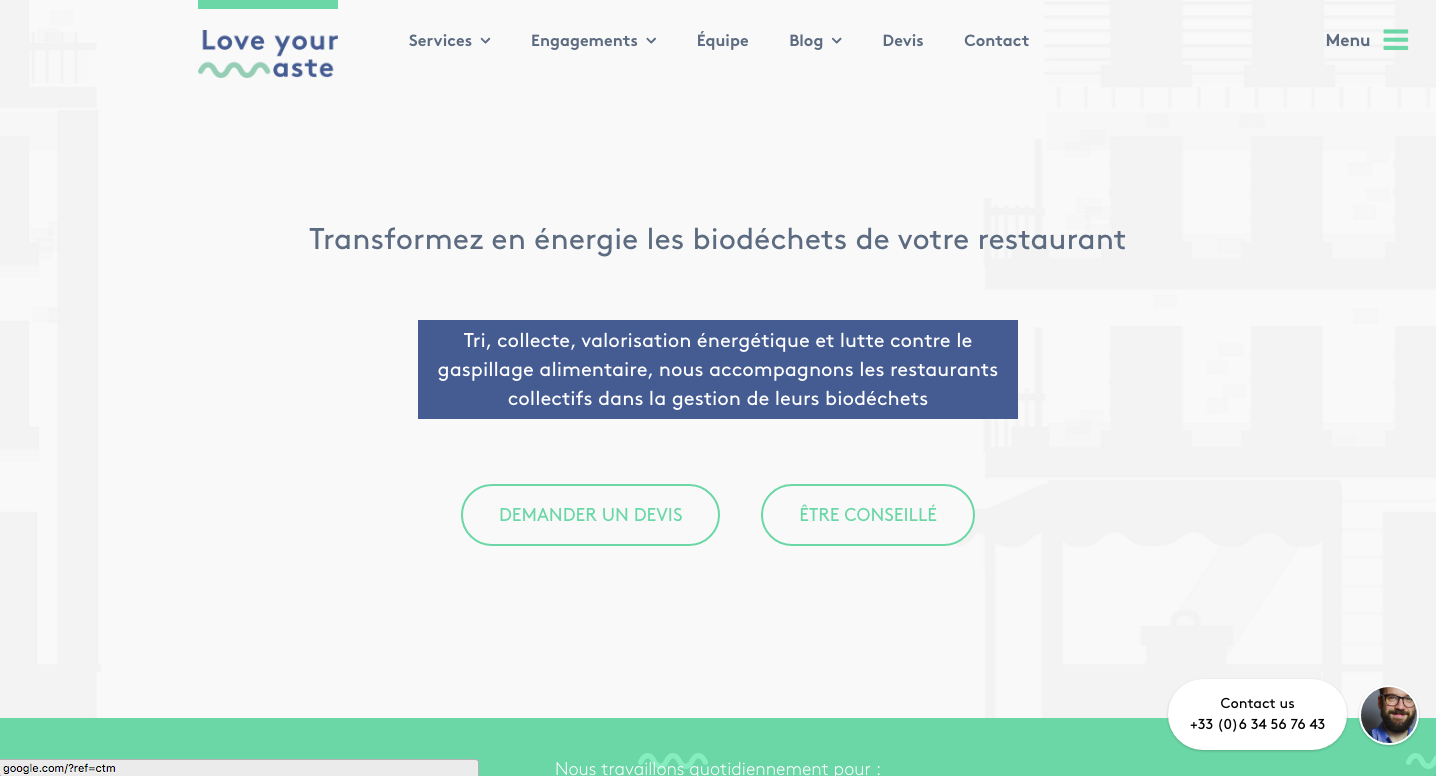 Love your
aste
Services
Engagements
Équipe
Blog
Devis
Contact
Menu
Transformez en énergie les biodéchets de votre restaurant
Tri, collecte, valorisation énergétique et lutte contre le
gaspillage alimentaire, nous accompagnons les restaurants
collectifs dans la gestion de leurs biodéchets
DEMANDER UN DEVIS
ÊTRE CONSEILLÉ
Contact us
+33 (0)6 34 56 76 43
Nous travaillons quotidiennement pour :
google.com/?ref=ctm